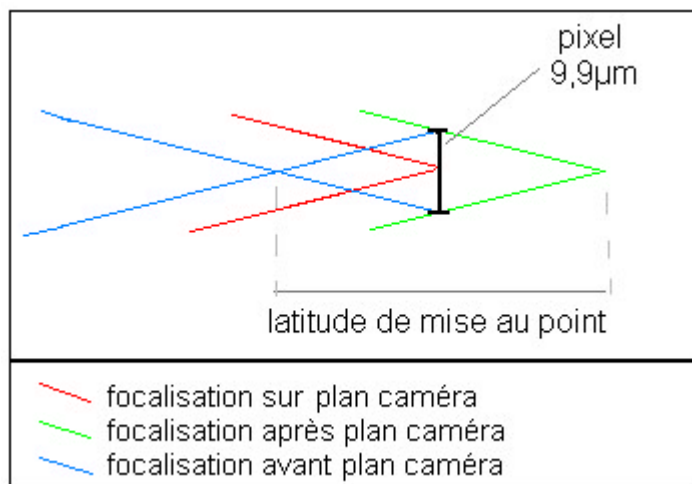 pixel
9,9µm
latitude de mise au point
focalisation sur plan caméra
focalisation après plan caméra
focalisation avant plan caméra